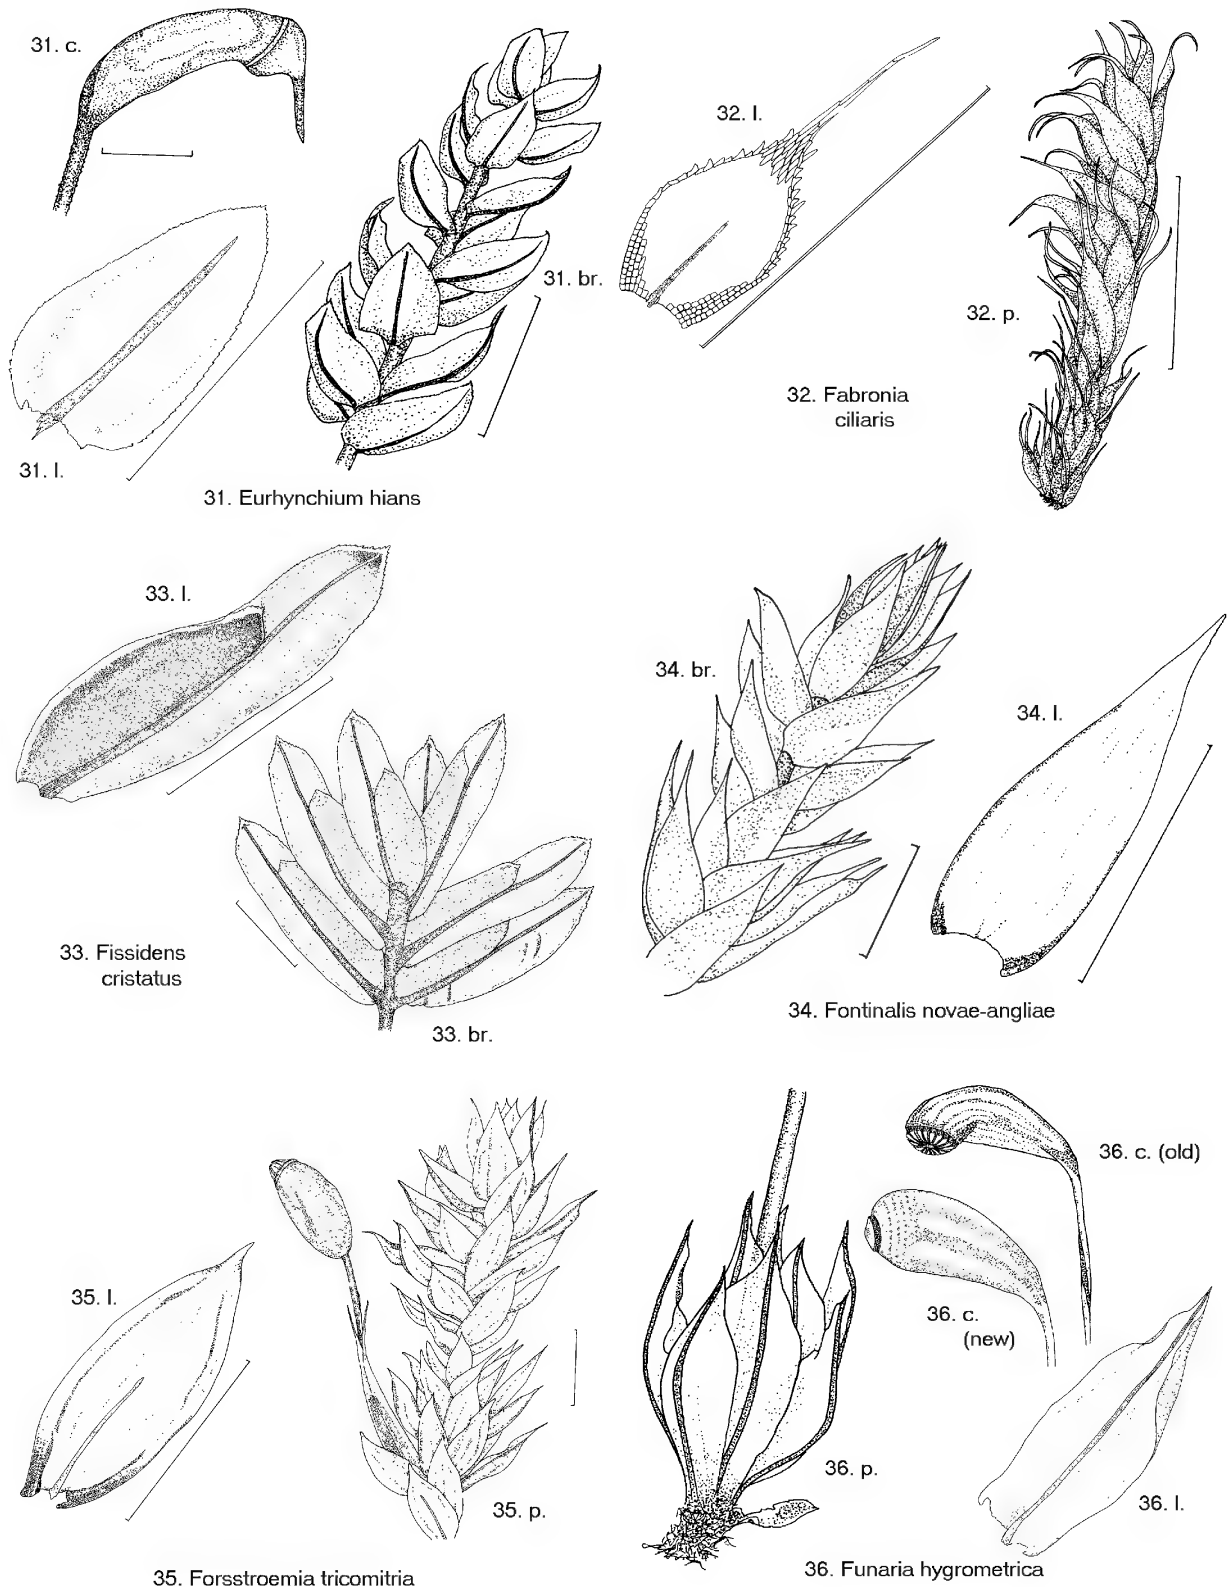 31. c.
31. br.
31. l.
31. Eurhynchium hians
32. l.
32. p.
32. Fabronia
ciliaris
33. l.
33. Fissidens
cristatus
33. br.
34. br.
34. l.
34. Fontinalis novae-angliae
35. l.
35. p.
35. Forsstroemia tricomitria
36. c. (old)
36. c.
(new)
36. p.
36. l.
36. Funaria hygrometrica